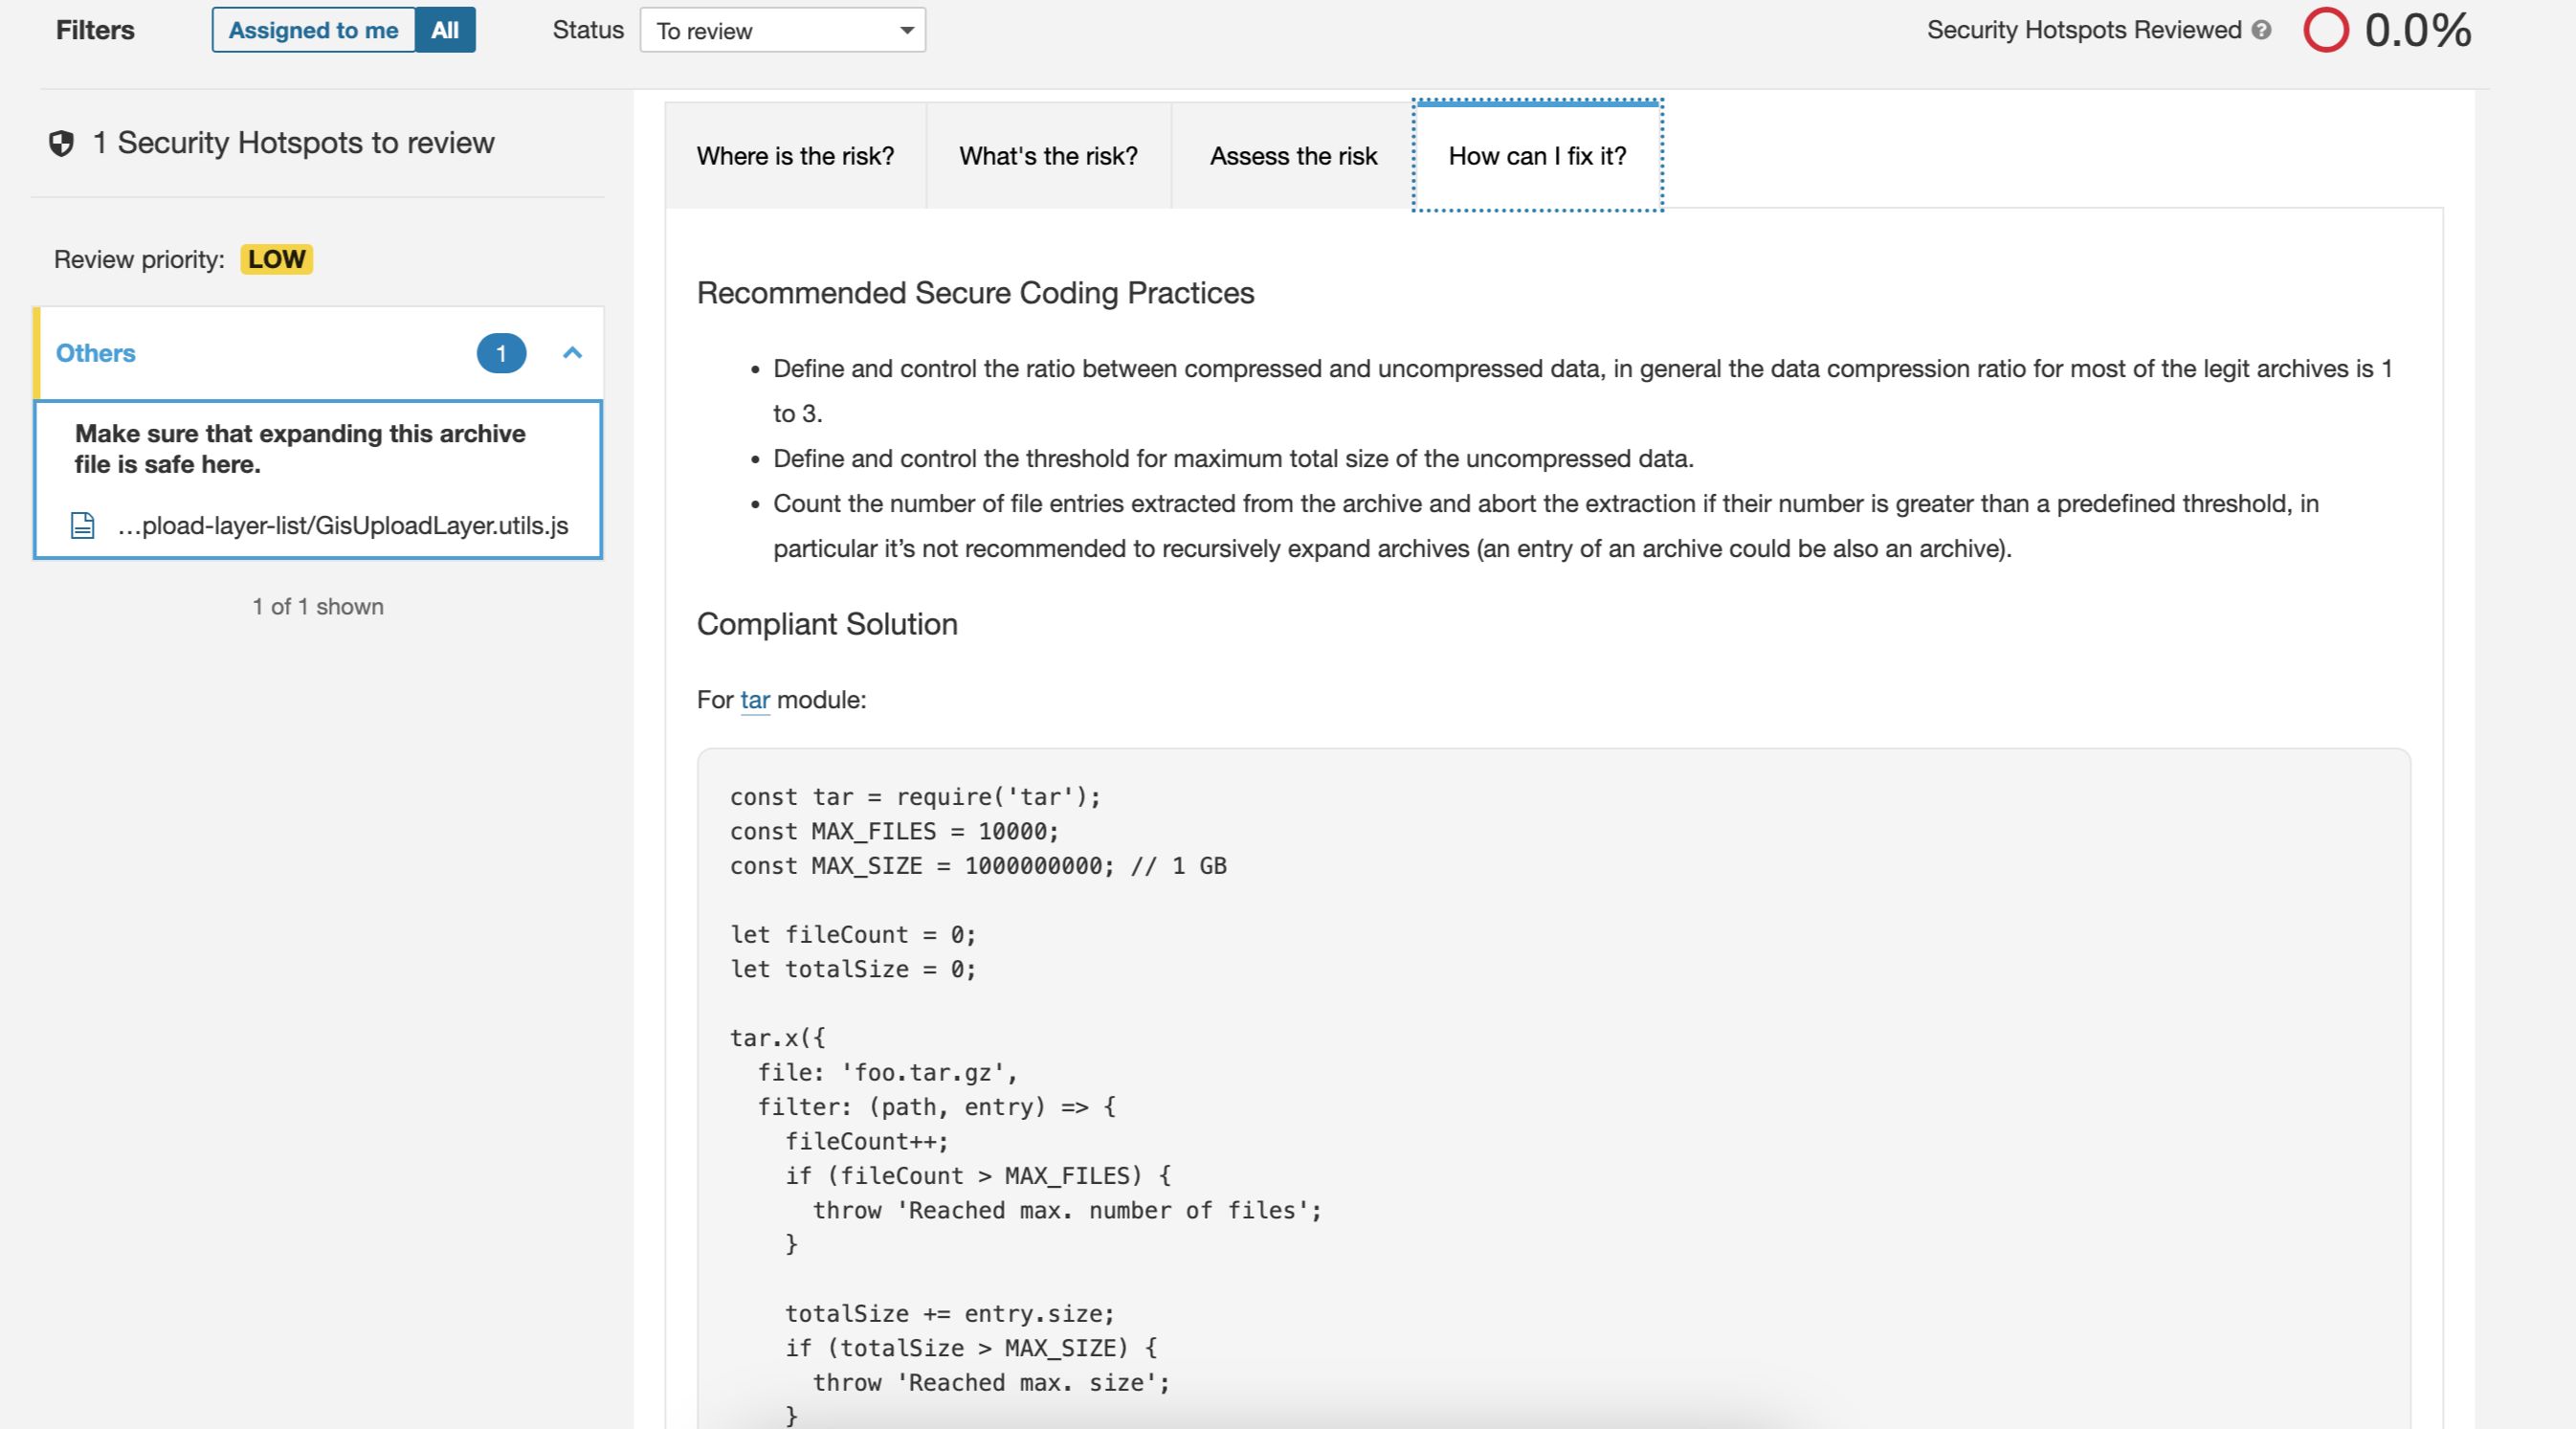 Filters
Assigned to me All
Status To review
Security Hotspots Reviewed ? 0.0%
1 Security Hotspots to review
Review priority: LOW
Others 1
Make sure that expanding this archive
file is safe here.
...pload-layer-list/GisUploadLayer.utils.js
1 of 1 shown
Where is the risk? What's the risk? Assess the risk How can I fix it?
Recommended Secure Coding Practices
• Define and control the ratio between compressed and uncompressed data, in general the data compression ratio for most of the legit archives is 1
to 3.
• Define and control the threshold for maximum total size of the uncompressed data.
• Count the number of file entries extracted from the archive and abort the extraction if their number is greater than a predefined threshold, in
particular it’s not recommended to recursively expand archives (an entry of an archive could be also an archive).
Compliant Solution
For tar module:
const tar = require('tar');
const MAX_FILES = 10000;
const MAX_SIZE = 1000000000; // 1 GB
let fileCount = 0;
let totalSize = 0;
tar.x({
  file: 'foo.tar.gz',
  filter: (path, entry) => {
    fileCount++;
    if (fileCount > MAX_FILES) {
      throw 'Reached max. number of files';
    }
    totalSize += entry.size;
    if (totalSize > MAX_SIZE) {
      throw 'Reached max. size';
    }